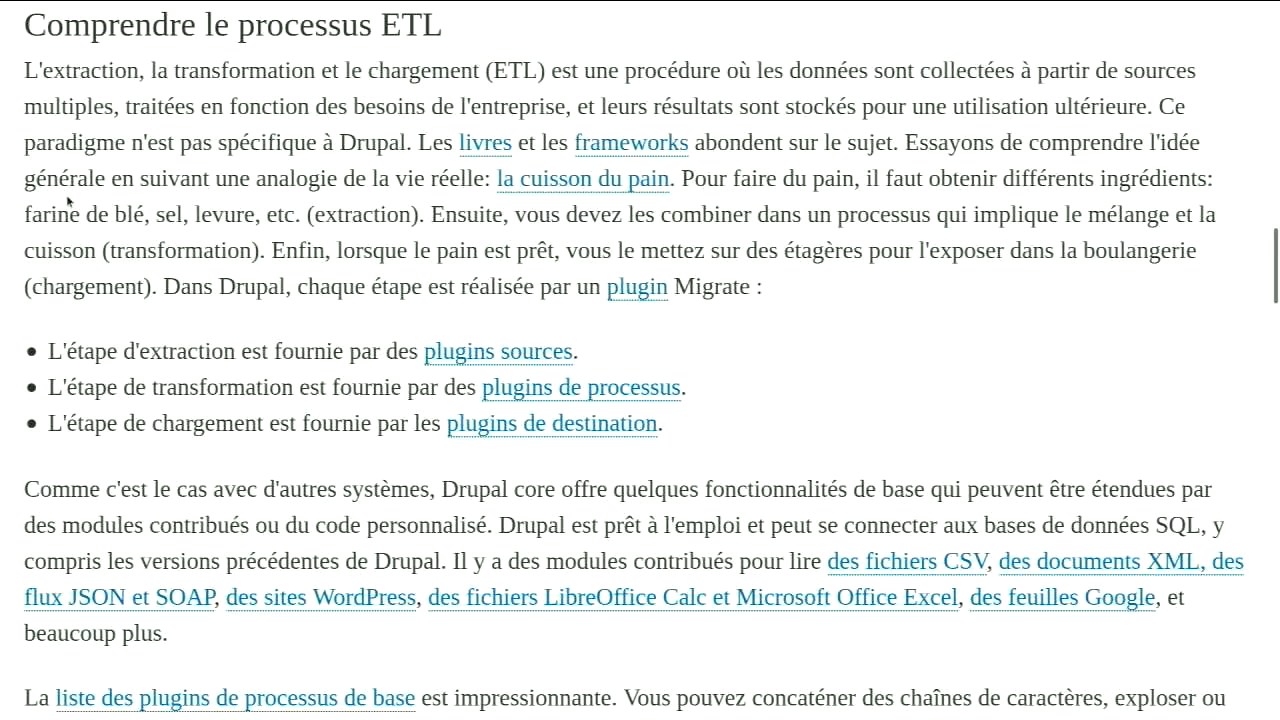 Comprendre le processus ETL
L'extraction, la transformation et le chargement (ETL) est une procédure où les données sont collectées à partir de sources
multiples, traitées en fonction des besoins de l'entreprise, et leurs résultats sont stockés pour une utilisation ultérieure. Ce
paradigme n'est pas spécifique à Drupal. Les livres et les frameworks abondent sur le sujet. Essayons de comprendre l'idée
générale en suivant une analogie de la vie réelle: la cuisson du pain. Pour faire du pain, il faut obtenir différents ingrédients:
farine de blé, sel, levure, etc. (extraction). Ensuite, vous devez les combiner dans un processus qui implique le mélange et la
cuisson (transformation). Enfin, lorsque le pain est prêt, vous le mettez sur des étagères pour l'exposer dans la boulangerie
(chargement). Dans Drupal, chaque étape est réalisée par un plugin Migrate :
• L'étape d'extraction est fournie par des plugins sources.
• L'étape de transformation est fournie par des plugins de processus.
• L'étape de chargement est fournie par les plugins de destination.
Comme c'est le cas avec d'autres systèmes, Drupal core offre quelques fonctionnalités de base qui peuvent être étendues par
des modules contribués ou du code personnalisé. Drupal est prêt à l'emploi et peut se connecter aux bases de données SQL, y
compris les versions précédentes de Drupal. Il y a des modules contribués pour lire des fichiers CSV, des documents XML, des
flux JSON et SOAP, des sites WordPress, des fichiers LibreOffice Calc et Microsoft Office Excel, des feuilles Google, et
beaucoup plus.
La liste des plugins de processus de base est impressionnante. Vous pouvez concaténer des chaînes de caractères, exploser ou